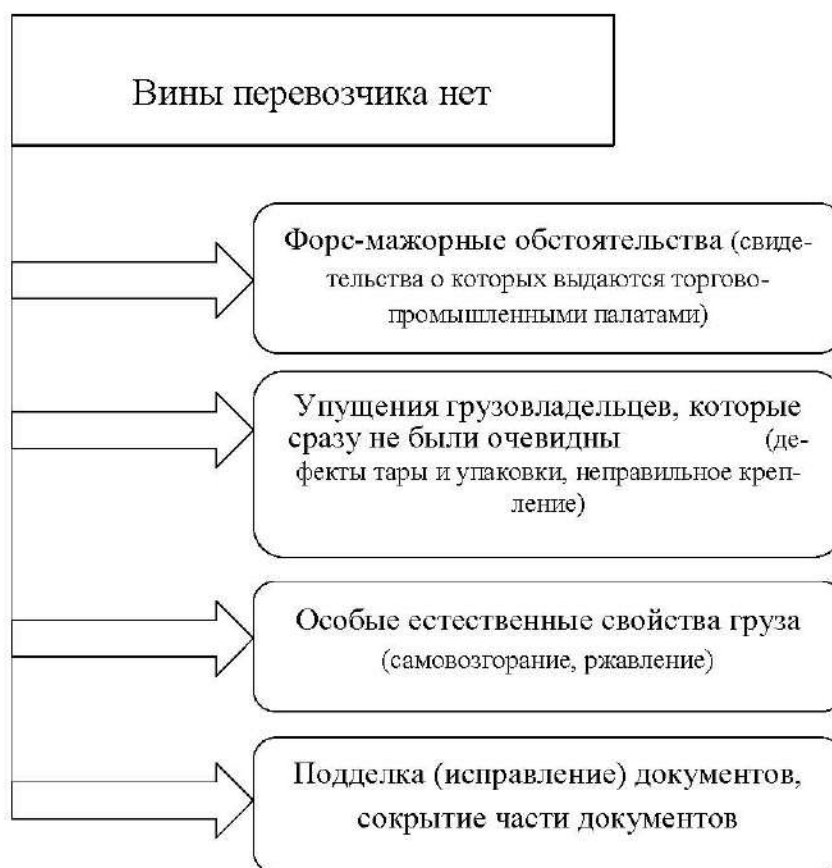 Вины перевозчика нет
Форс-мажорные обстоятельства (свиде-
тельства о которых выдаются торгово-
промышленными палатами)
Упущения грузовладельцев, которые
сразу не были очевидны (де-
фекты тары и упаковки, неправильное креп-
ление)
Особые естественные свойства груза
(самовозгорание, ржавление)
Подделка (исправление) документов,
сокрытие части документов